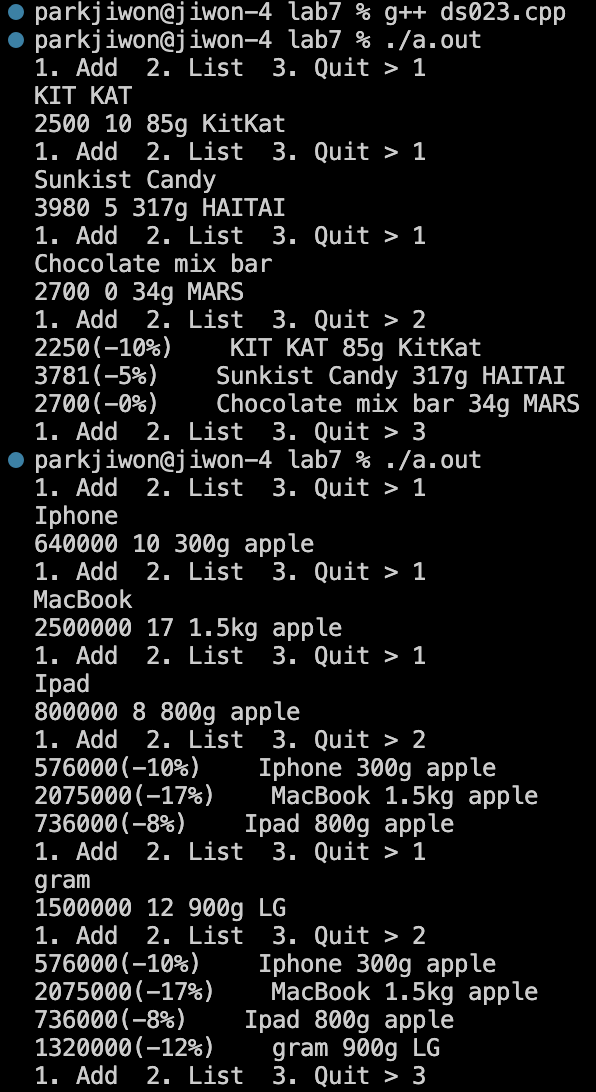 parkjiwon@jiwon-4 lab7 % g++ ds023.cpp
parkjiwon@jiwon-4 lab7 % ./a.out
1. Add  2. List  3. Quit > 1
KIT KAT
2500 10 85g KitKat
1. Add  2. List  3. Quit > 1
Sunkist Candy
3980 5 317g HAITAI
1. Add  2. List  3. Quit > 1
Chocolate mix bar
2700 0 34g MARS
1. Add  2. List  3. Quit > 2
2250(-10%)    KIT KAT 85g KitKat
3781(-5%)    Sunkist Candy 317g HAITAI
2700(-0%)    Chocolate mix bar 34g MARS
1. Add  2. List  3. Quit > 3
parkjiwon@jiwon-4 lab7 % ./a.out
1. Add  2. List  3. Quit > 1
Iphone
640000 10 300g apple
1. Add  2. List  3. Quit > 1
MacBook
2500000 17 1.5kg apple
1. Add  2. List  3. Quit > 1
Ipad
800000 8 800g apple
1. Add  2. List  3. Quit > 2
576000(-10%)    Iphone 300g apple
2075000(-17%)    MacBook 1.5kg apple
736000(-8%)    Ipad 800g apple
1. Add  2. List  3. Quit > 1
gram
1500000 12 900g LG
1. Add  2. List  3. Quit > 2
576000(-10%)    Iphone 300g apple
2075000(-17%)    MacBook 1.5kg apple
736000(-8%)    Ipad 800g apple
1320000(-12%)    gram 900g LG
1. Add  2. List  3. Quit > 3